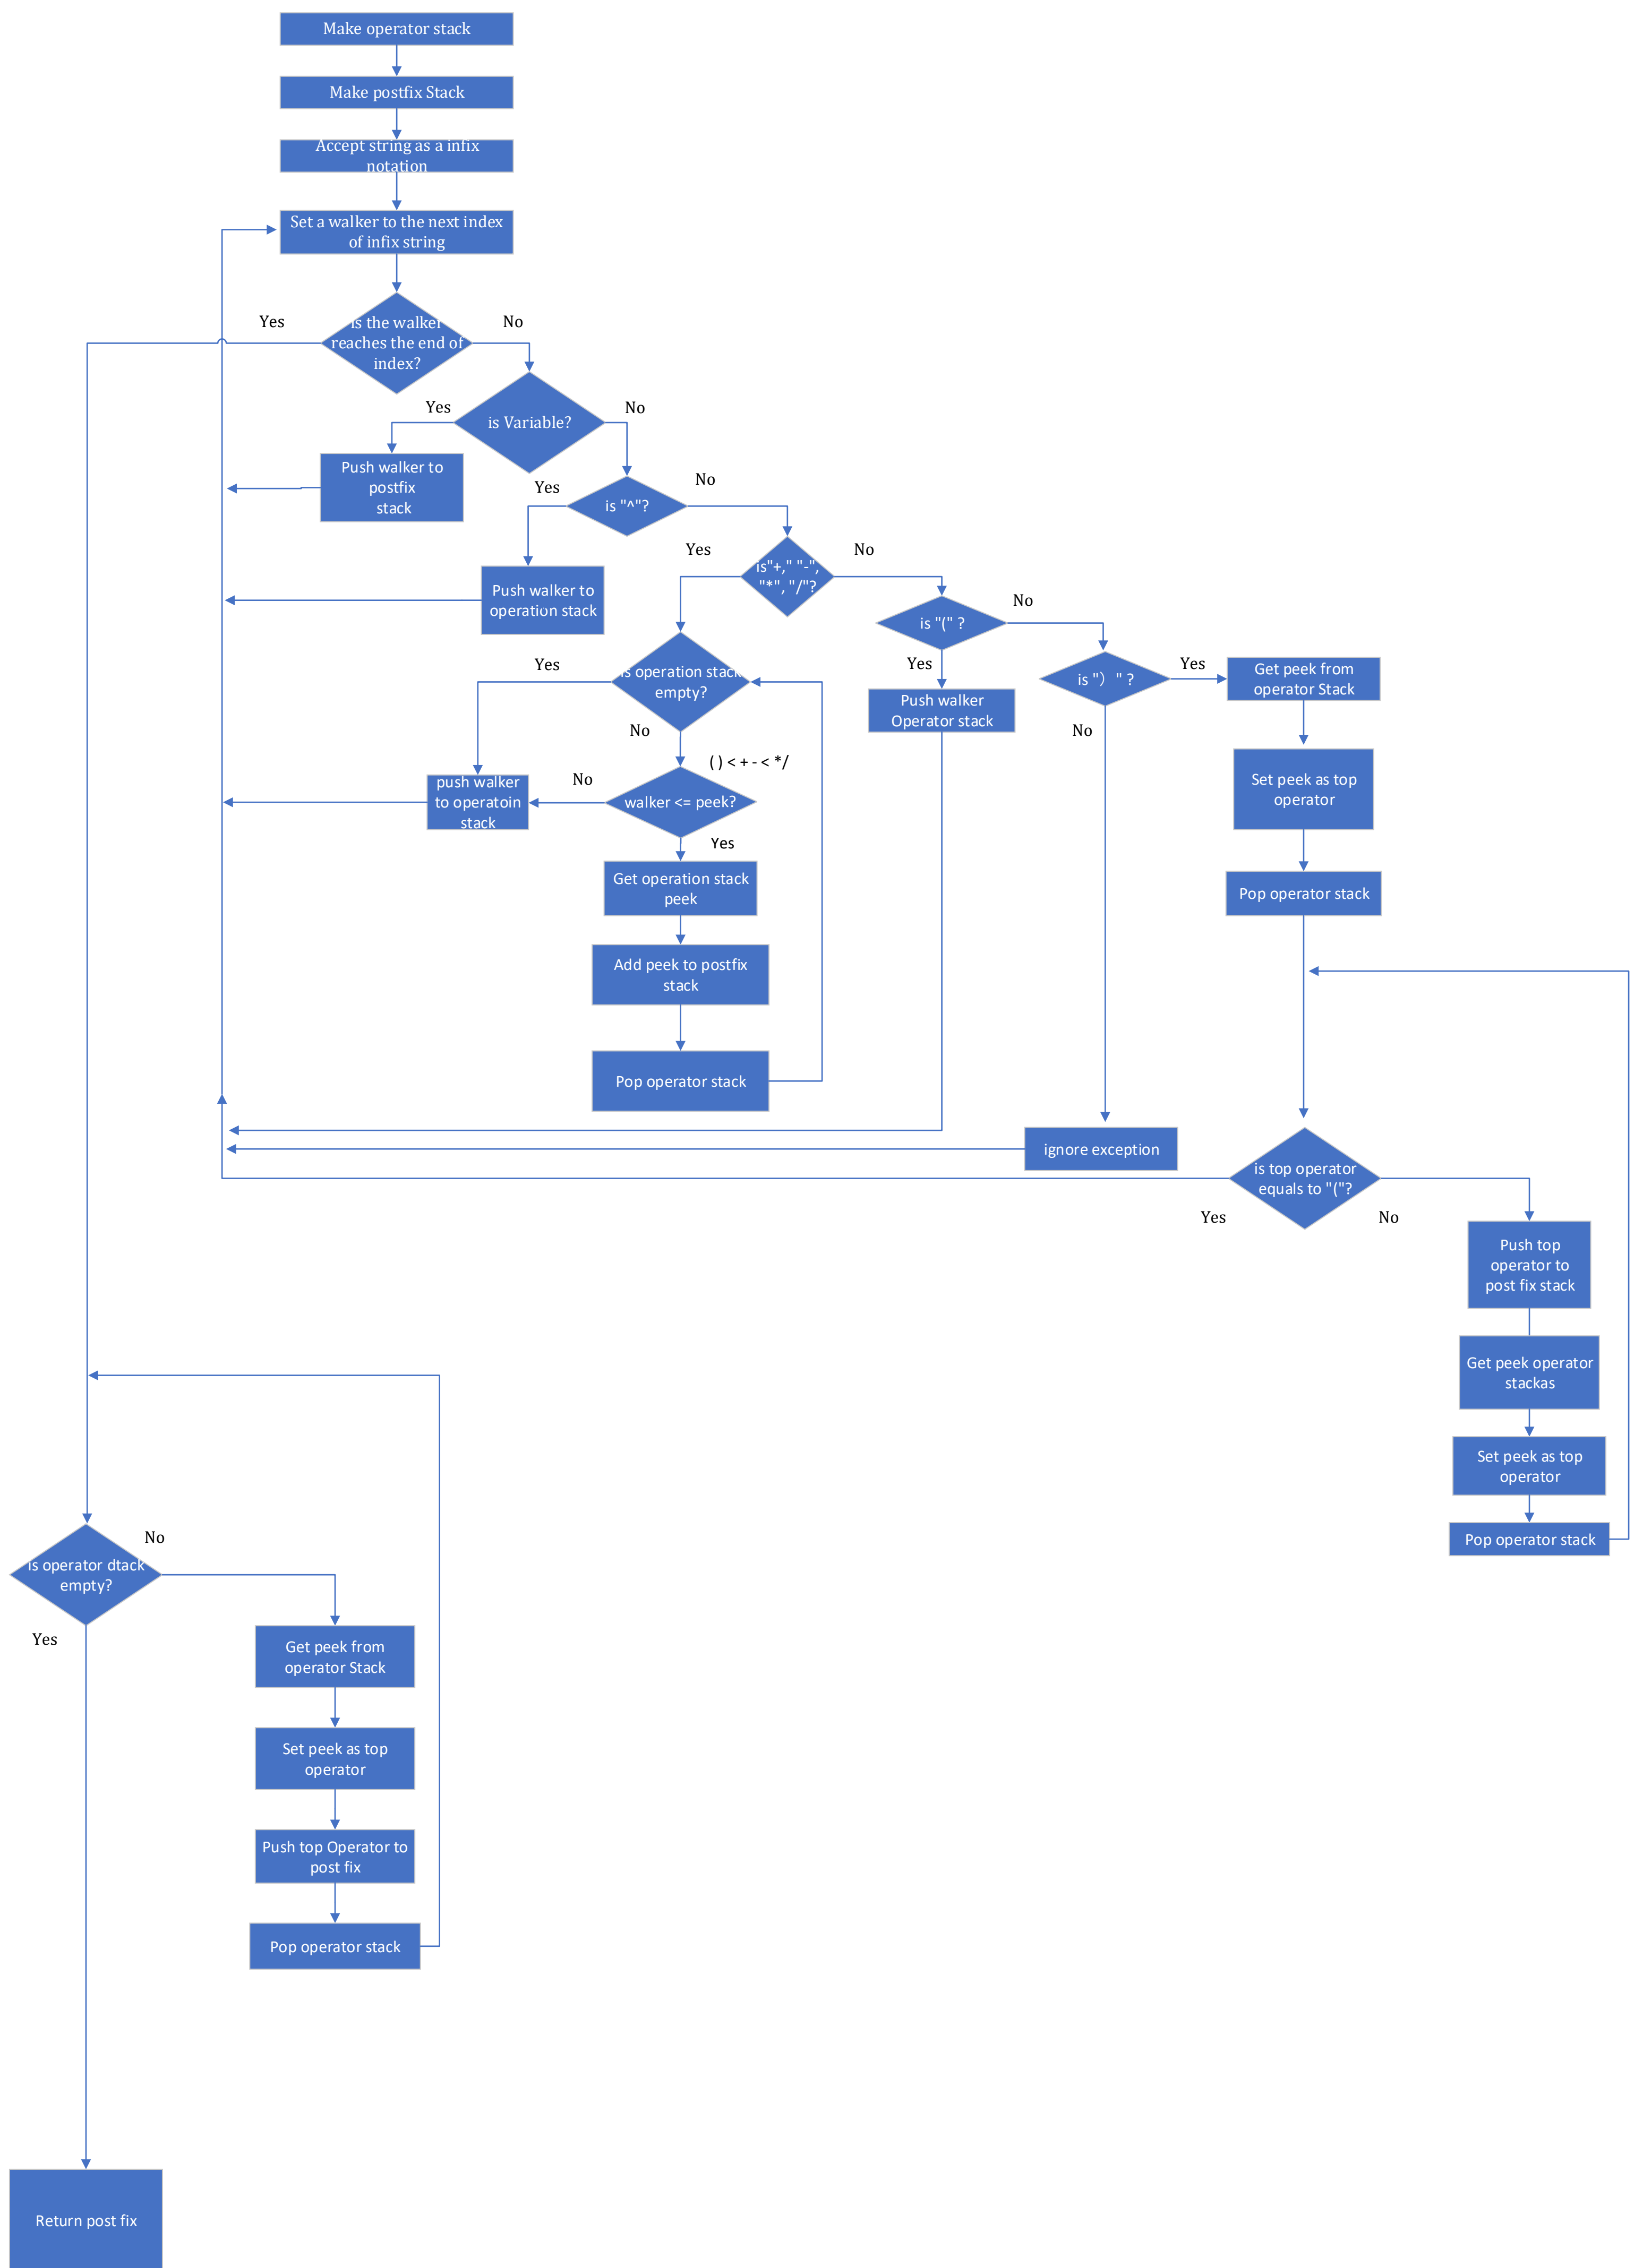 Make operator stack
Make postfix Stack
Accept string as a infix
notation
Set a walker to the next index
of infix string
Yes
No
is the walker
reaches the end of
index?
Yes
No
is Variable?
Push walker to
postfix
stack
Yes
No
is "^"?
Push walker to
operation stack
Yes
No
is"+," "-",
"*", "/"?
No
is "(" ?
Yes
Push walker
Operator stack
Yes
is ") " ?
No
Get peek from
operator Stack
Set peek as top
operator
Pop operator stack
Yes
is operation stack
empty?
No
( ) < + - < */
No
push walker
to operatoin
stack
walker <= peek?
Yes
Get operation stack
peek
Add peek to postfix
stack
Pop operator stack
ignore exception
is top operator
equals to "("?
Yes
No
Push top
operator to
post fix stack
Get peek operator
stackas
Set peek as top
operator
Pop operator stack
No
is operator dtack
empty?
Yes
Get peek from
operator Stack
Set peek as top
operator
Push top Operator to
post fix
Pop operator stack
Return post fix